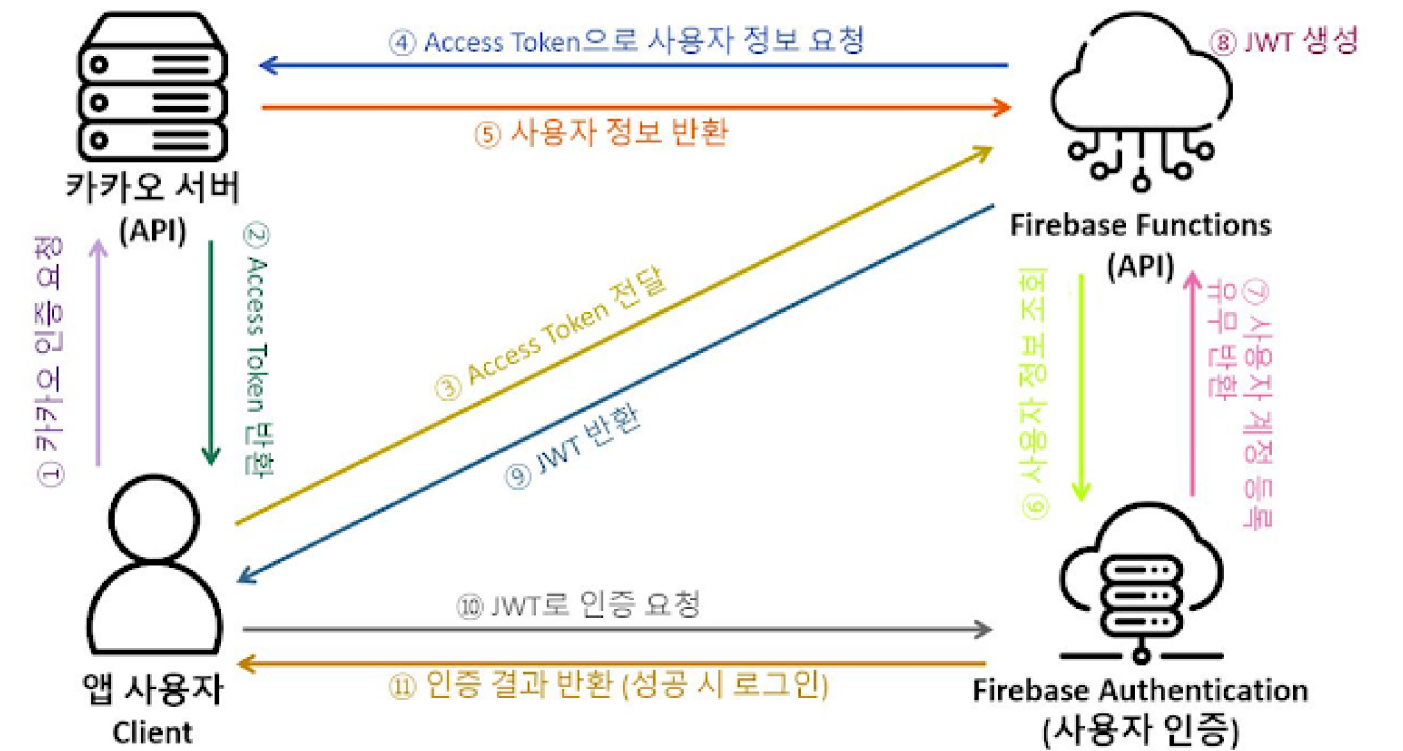 ④ Access Token으로 사용자 정보 요청
⑧ JWT 생성
⑤ 사용자 정보 반환
카카오 서버
(API)
Firebase Functions
(API)
① 카카오 인증 요청
② Access Token 반환
③ Access Token 전달
⑨ JWT 반환
⑥ 사용자 정보 조회
⑦ 사용자 계정 등록
유무 반환
⑩ JWT로 인증 요청
⑪ 인증 결과 반환 (성공 시 로그인)
앱 사용자
Client
Firebase Authentication
(사용자 인증)